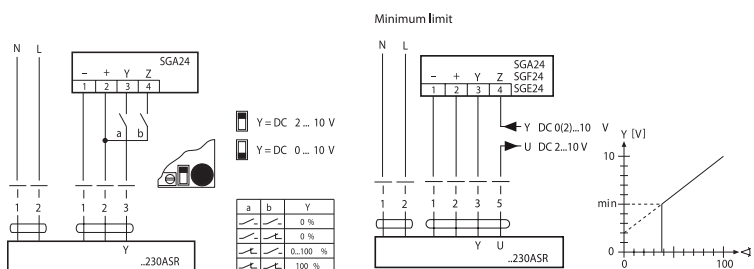 Minimum limit
N L
SGA24
– + Y Z
1 2 3 4
a b
Y = DC 2 ... 10 V
Y = DC 0 ... 10 V
1 2 1 2 3
Y
..230ASR
a b Y
0 %
0 %
0...100 %
100 %
N L
SGA24
SGF24
SGE24
– + Y Z
1 2 3 4
Y DC 0(2)...10 V
U DC 2...10 V
1 2 1 2 3 5
Y U
..230ASR
Y [V]
10
min
0
0 100